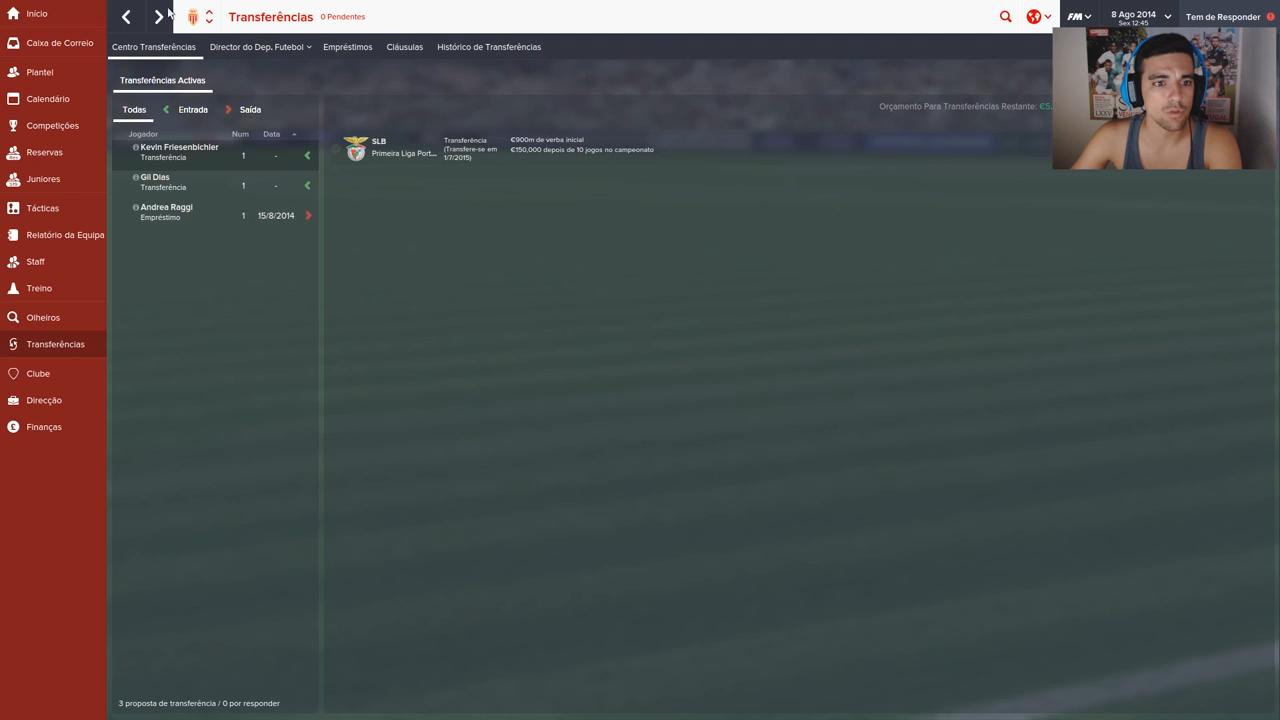 Início
Caixa de Correio
Plantel
Calendário
Competições
Reservas
Juniores
Tácticas
Relatório da Equipa
Staff
Treino
Olheiros
Transferências
Clube
Direcção
Finanças
Transferências 0 Pendentes
FM
8 Ago 2014
Sex 12:45
Tem de Responder
Centro Transferências Director do Dep. Futebol Empréstimos Cláusulas Histórico de Transferências
Transferências Activas
Todas Entrada Saída
Orçamento Para Transferências Restante: €5,
Jogador Num Data
Kevin Friesenbichler
Transferência
1 -
Gil Dias
Transferência
1 -
Andrea Raggi
Empréstimo
1 15/8/2014
SLB
Primeira Liga Port...
Transferência
(Transfere-se em
1/7/2015)
€900m de verba inicial
€150,000 depois de 10 jogos no campeonato
3 proposta de transferência / 0 por responder